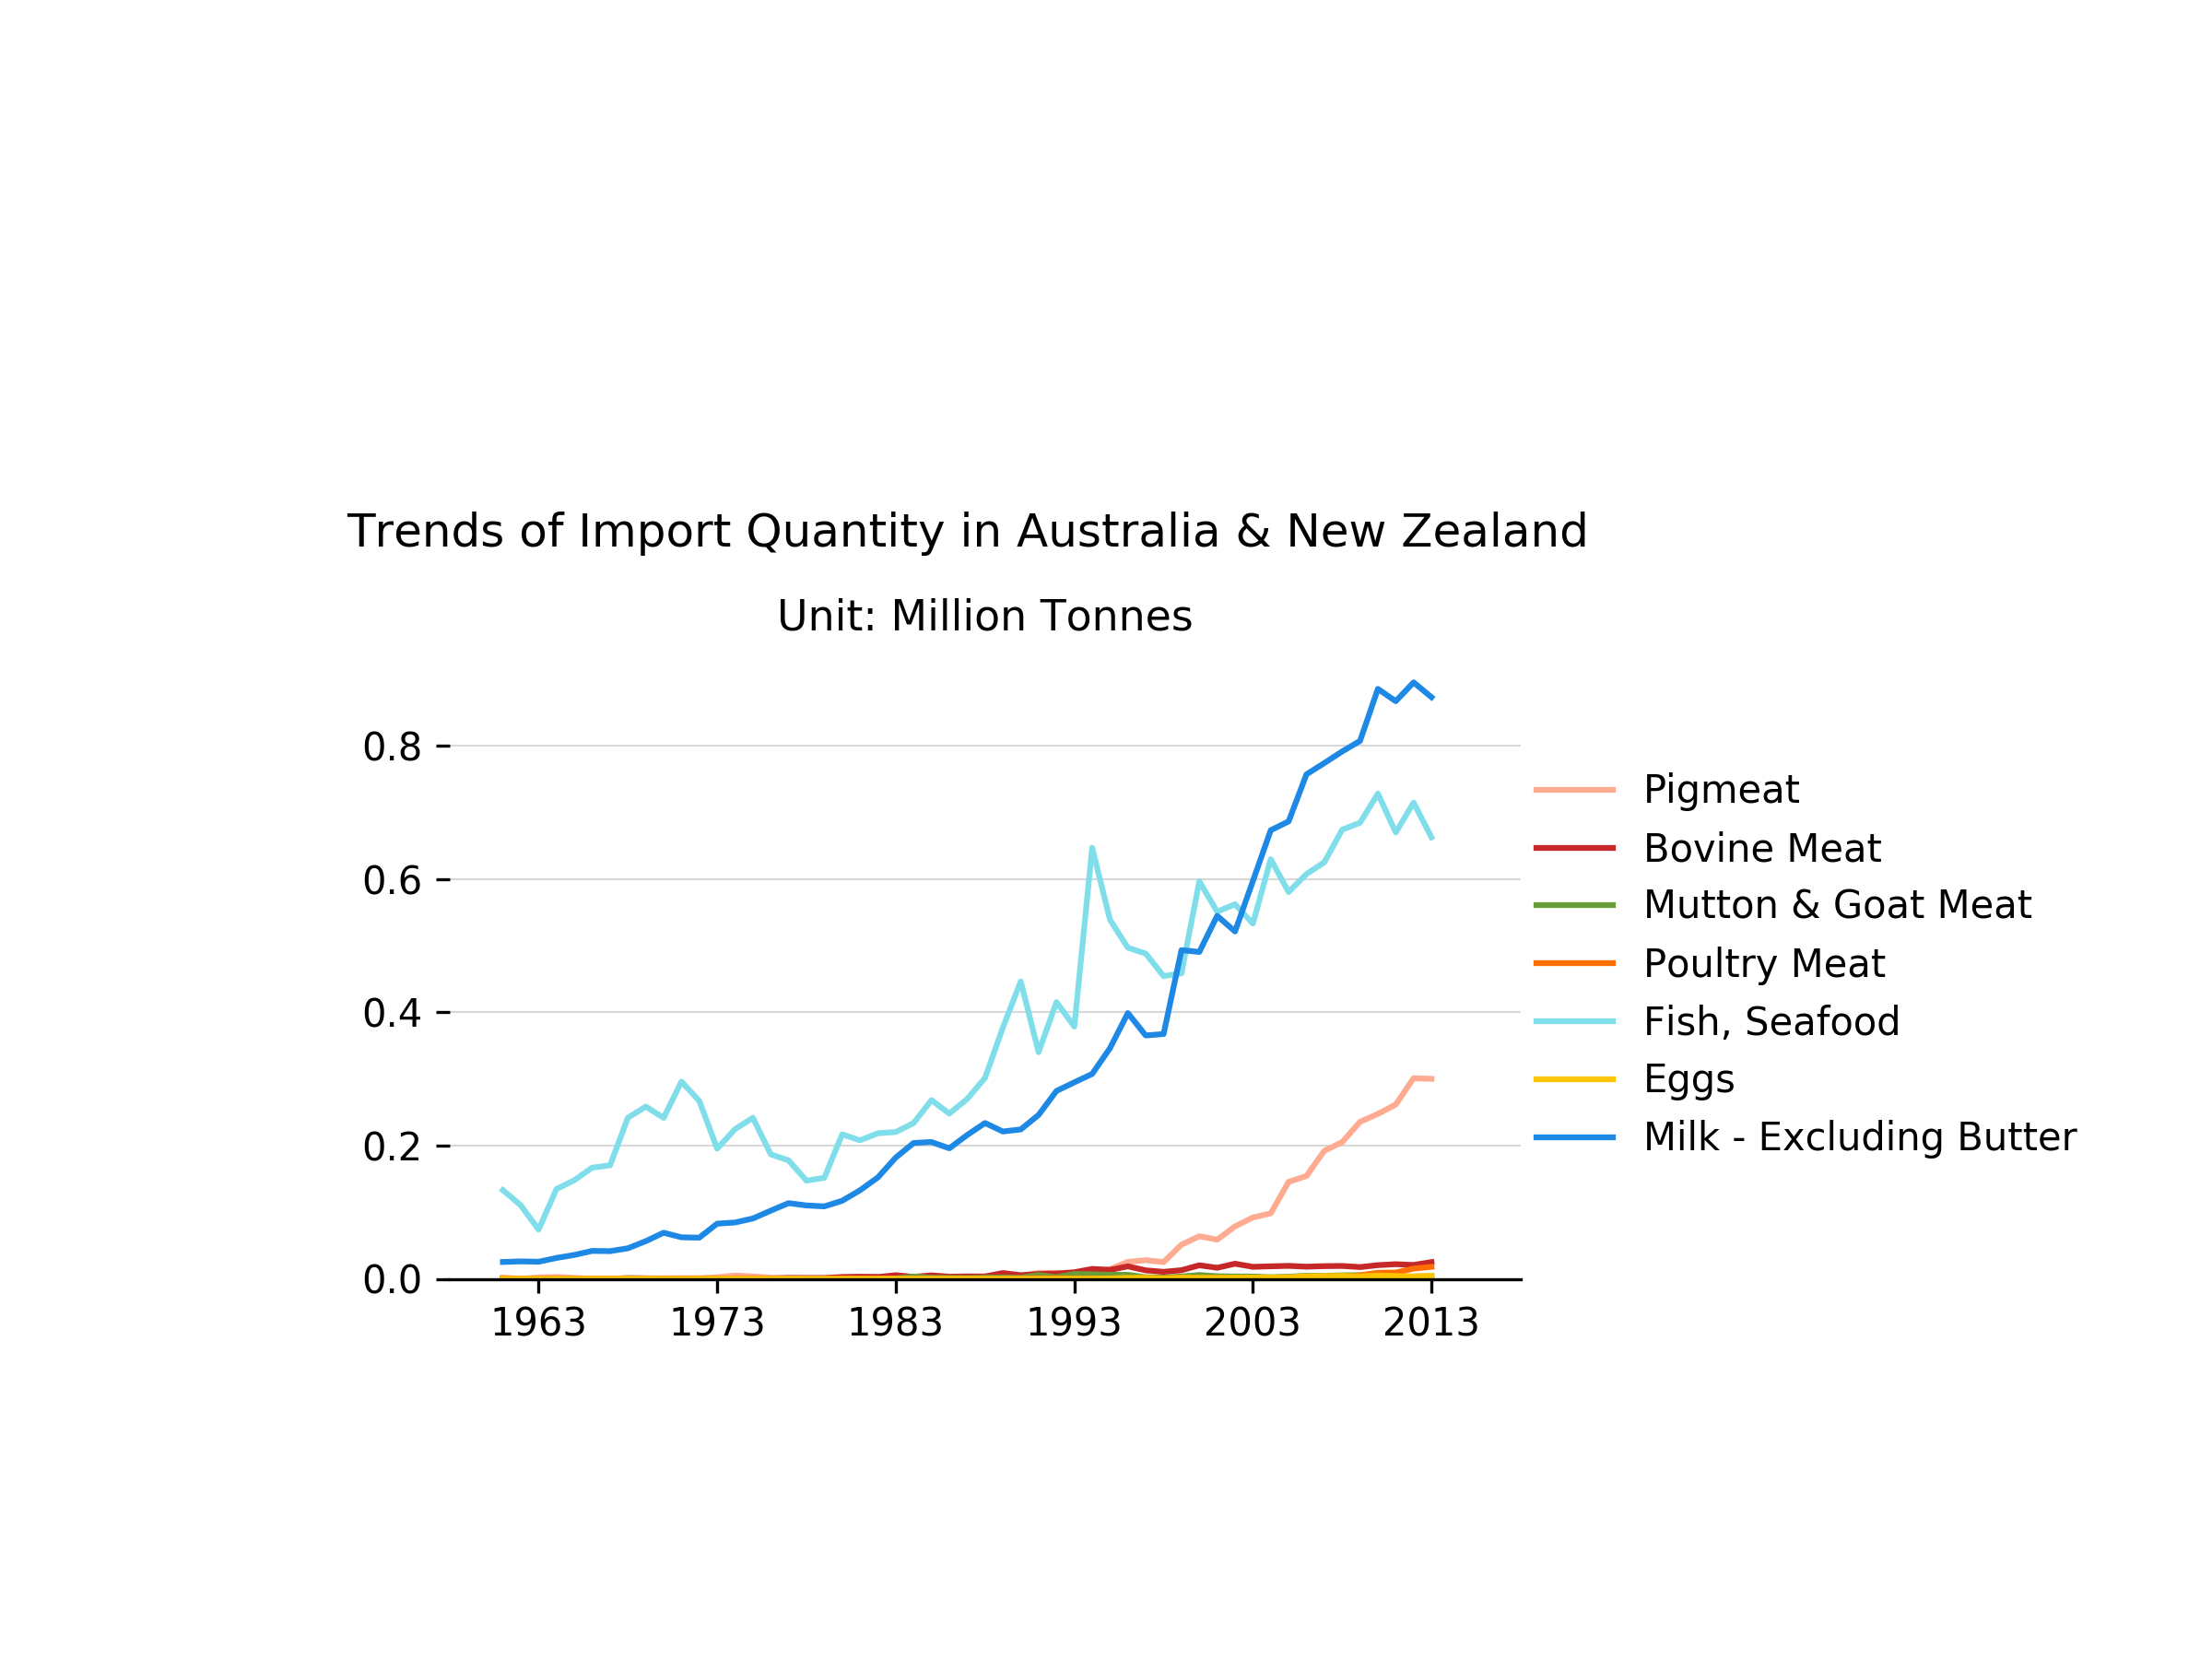 Trends of Import Quantity in Australia & New Zealand
Unit: Million Tonnes
0.8
0.6
0.4
0.2
0.0
1963 1973 1983 1993 2003 2013
Pigmeat
Bovine Meat
Mutton & Goat Meat
Poultry Meat
Fish, Seafood
Eggs
Milk - Excluding Butter